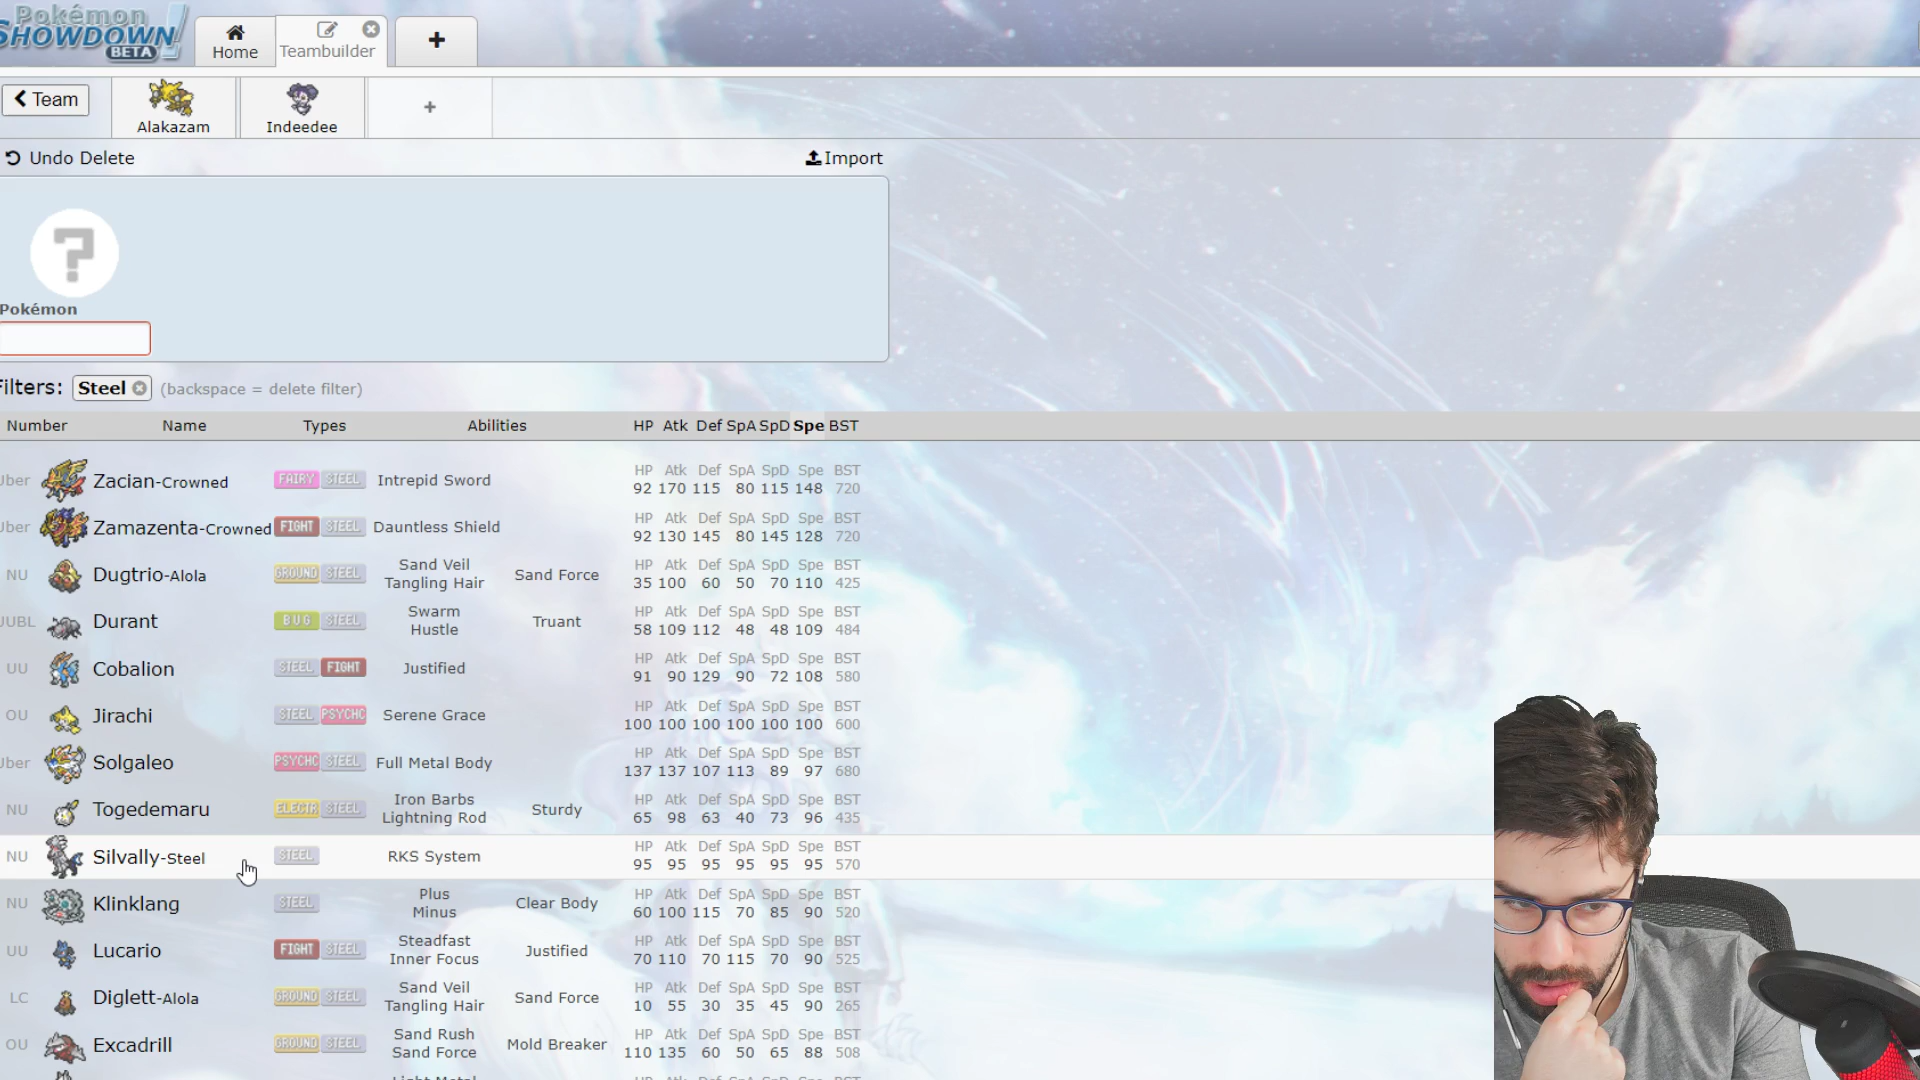 Pokémon
SHOWDOWN!
BETA
Home
Teambuilder
+
Team
Alakazam
Indeedee
+
Undo Delete
Import
?
Pokémon
Filters: Steel (backspace = delete filter)
Number Name Types Abilities HP Atk Def SpA SpD Spe BST
HP Atk Def SpA SpD Spe BST
Uber Zacian-Crowned FAIRY STEEL Intrepid Sword 92 170 115 80 115 148 720
HP Atk Def SpA SpD Spe BST
Uber Zamazenta-Crowned FIGHT STEEL Dauntless Shield 92 130 145 80 145 128 720
Sand Veil HP Atk Def SpA SpD Spe BST
NU Dugtrio-Alola GROUND STEEL Tangling Hair Sand Force 35 100 60 50 70 110 425
Swarm HP Atk Def SpA SpD Spe BST
UUBL Durant BUG STEEL Hustle Truant 58 109 112 48 48 109 484
HP Atk Def SpA SpD Spe BST
UU Cobalion STEEL FIGHT Justified 91 90 129 90 72 108 580
HP Atk Def SpA SpD Spe BST
OU Jirachi STEEL PSYCHC Serene Grace 100 100 100 100 100 100 600
HP Atk Def SpA SpD Spe BST
Uber Solgaleo PSYCHC STEEL Full Metal Body 137 137 107 113 89 97 680
Iron Barbs HP Atk Def SpA SpD Spe BST
NU Togedemaru ELECTR STEEL Lightning Rod Sturdy 65 98 63 40 73 96 435
HP Atk Def SpA SpD Spe BST
NU Silvally-Steel STEEL RKS System 95 95 95 95 95 95 570
Plus HP Atk Def SpA SpD Spe BST
NU Klinklang STEEL Minus Clear Body 60 100 115 70 85 90 520
Steadfast HP Atk Def SpA SpD Spe BST
UU Lucario FIGHT STEEL Inner Focus Justified 70 110 70 115 70 90 525
Sand Veil HP Atk Def SpA SpD Spe BST
LC Diglett-Alola GROUND STEEL Tangling Hair Sand Force 10 55 30 35 45 90 265
Sand Rush HP Atk Def SpA SpD Spe BST
OU Excadrill GROUND STEEL Sand Force Mold Breaker 110 135 60 50 65 88 508
Light Metal HP Atk Def SpA SpD Spe BST